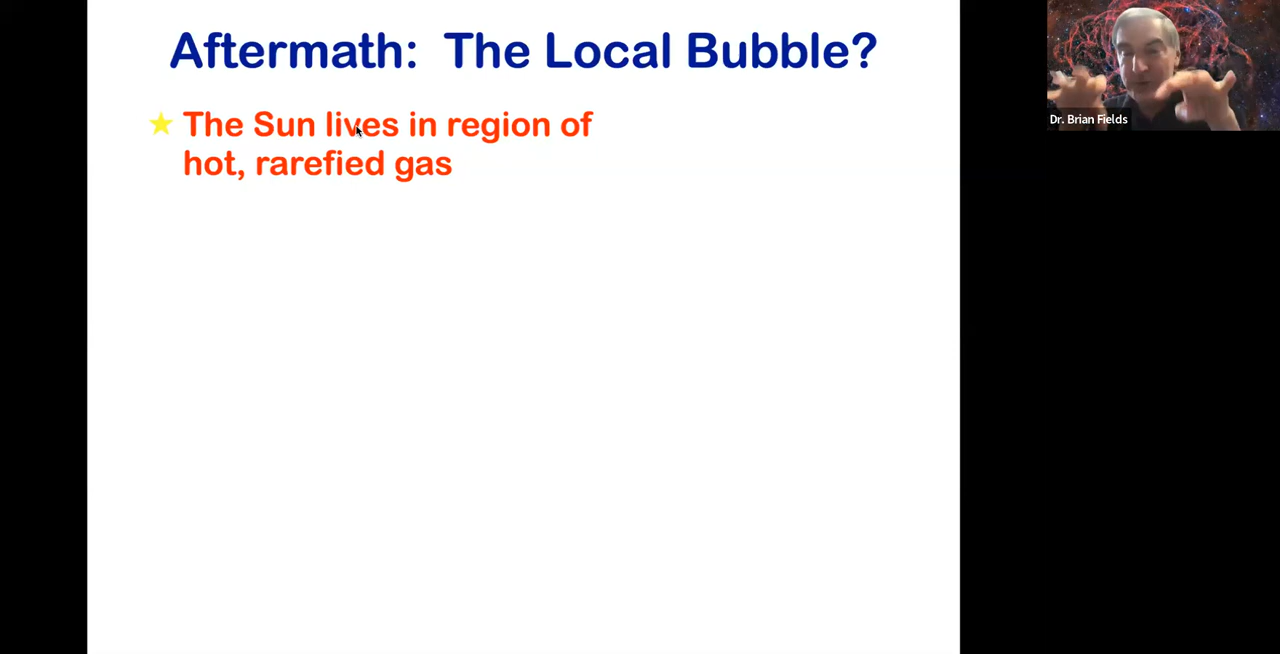 Aftermath: The Local Bubble?
The Sun lives in region of
hot, rarefied gas
Dr. Brian Fields